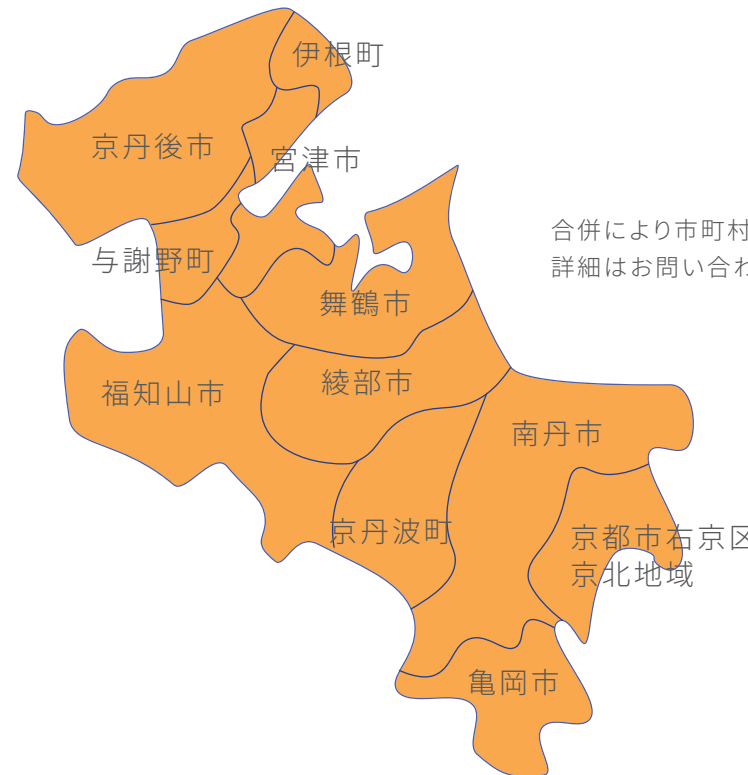 伊根町
京丹後市
宮津市
合併により市町村
与謝野町
詳細はお問い合わ
舞鶴市
綾部市
福知山市
南丹市
京丹波町
京都市右京区
京北地域
亀岡市